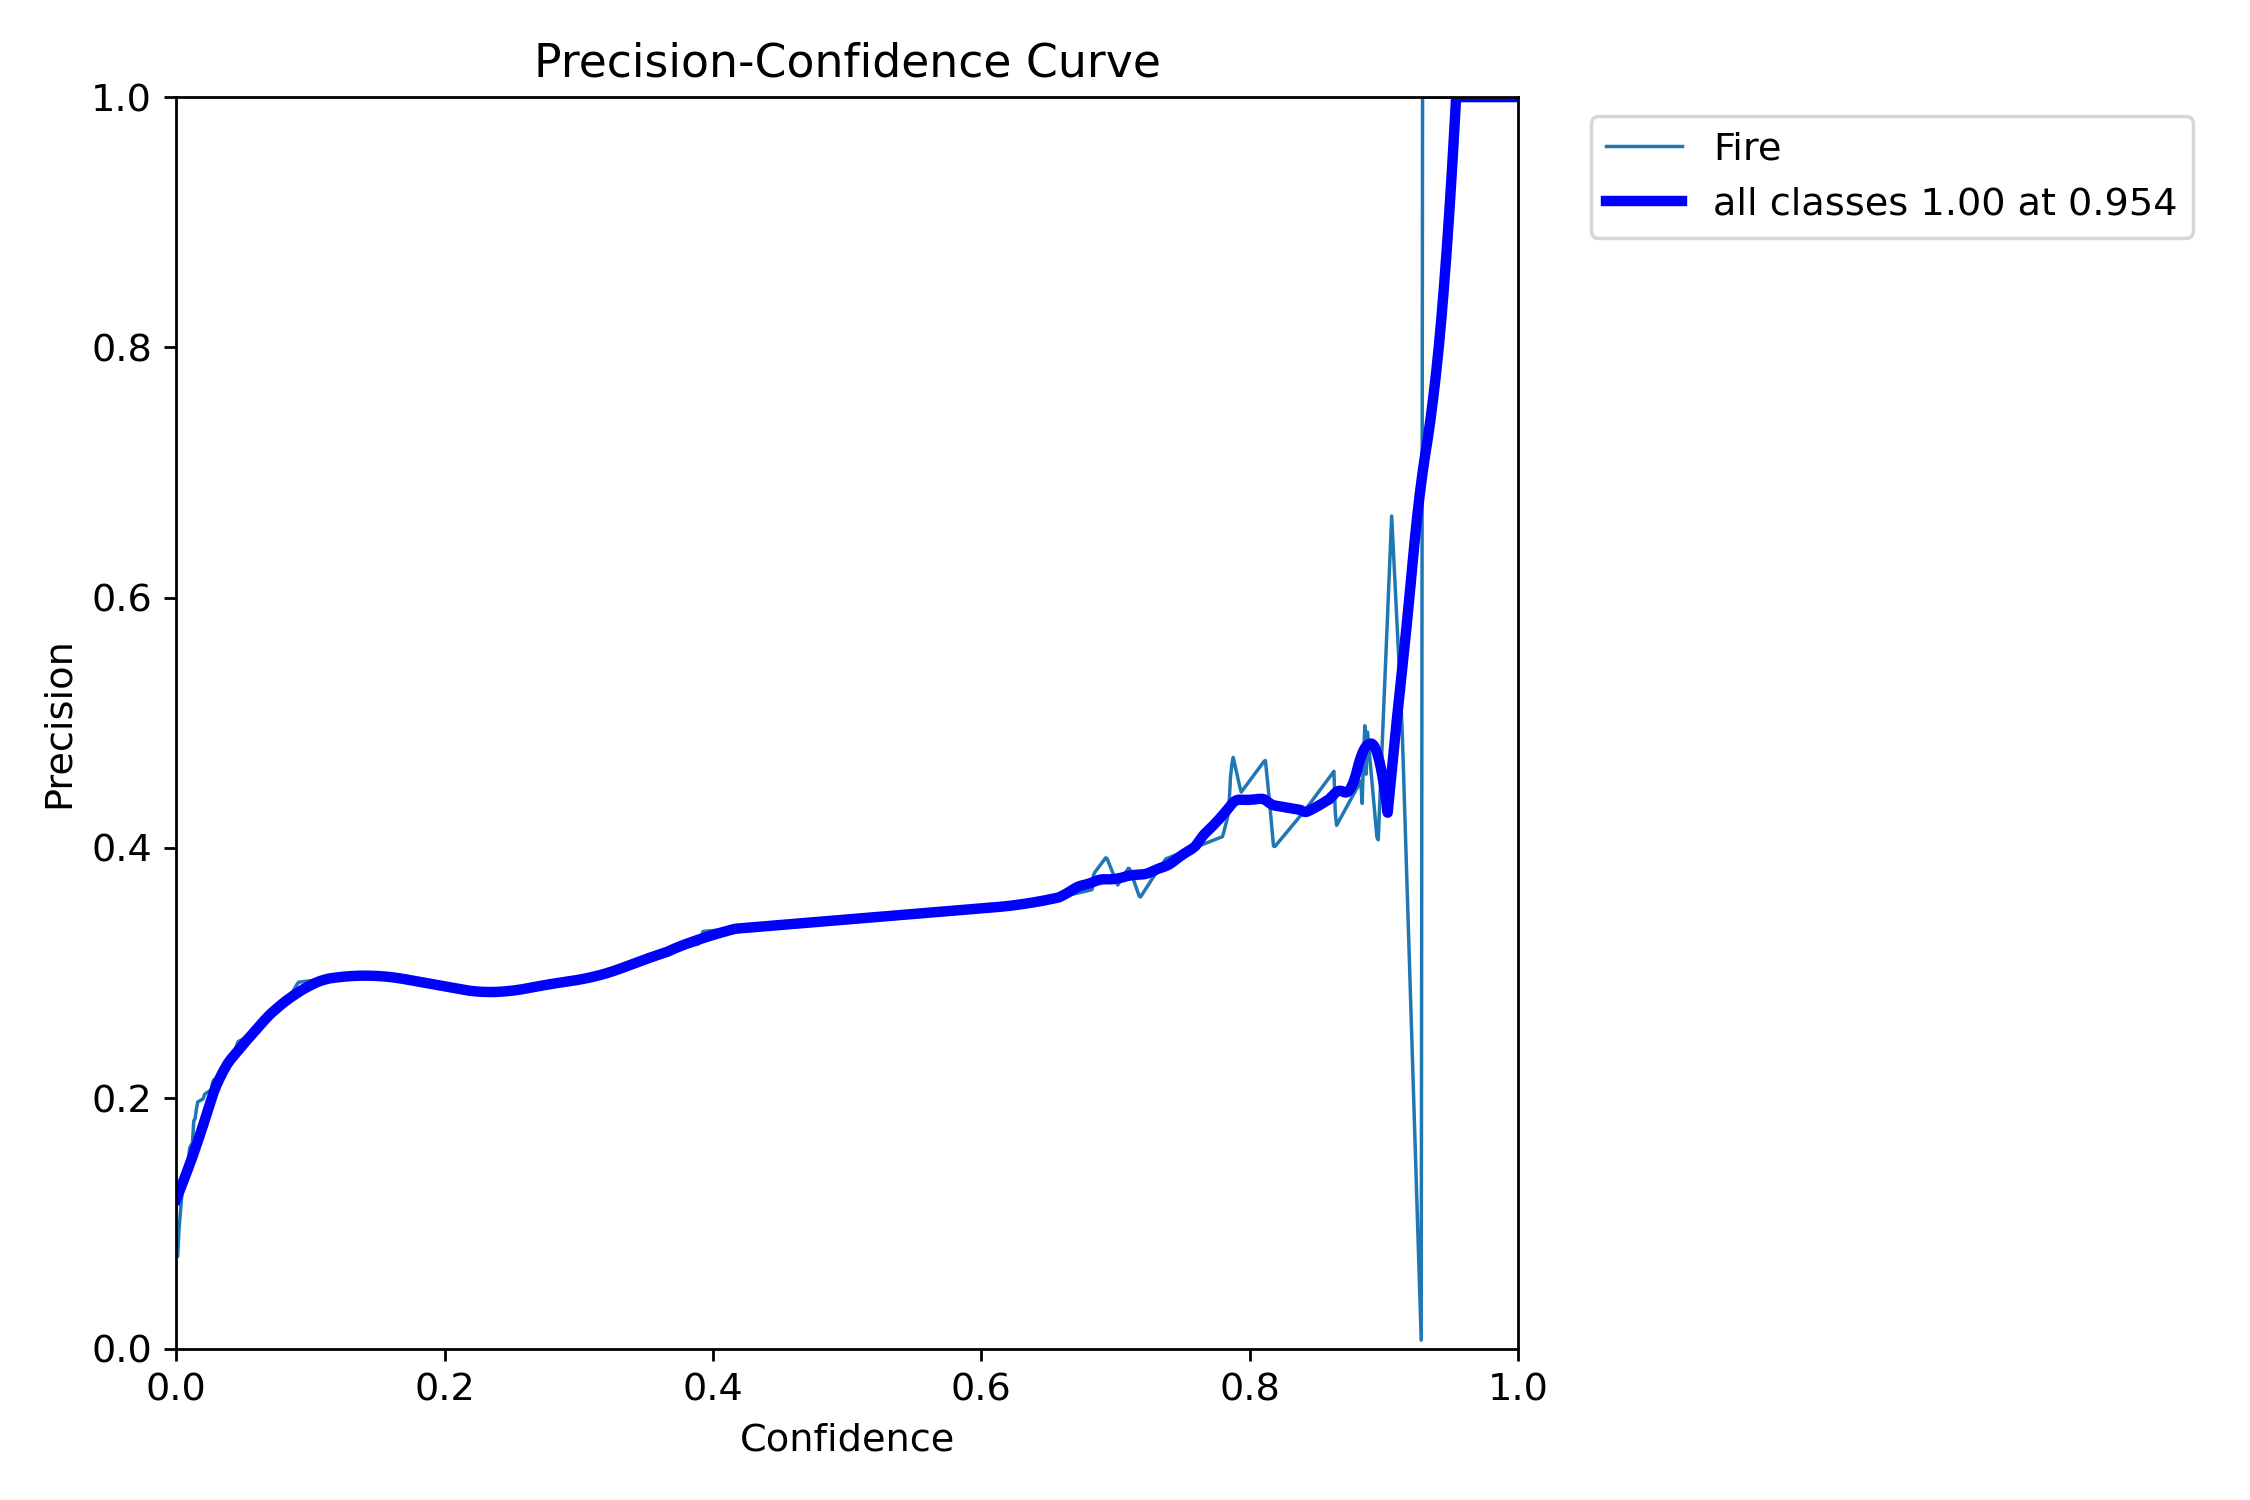 Precision-Confidence Curve
1.0
0.8
0.6
0.4
0.2
0.0
Precision
0.0 0.2 0.4 0.6 0.8 1.0
Confidence
Fire
all classes 1.00 at 0.954